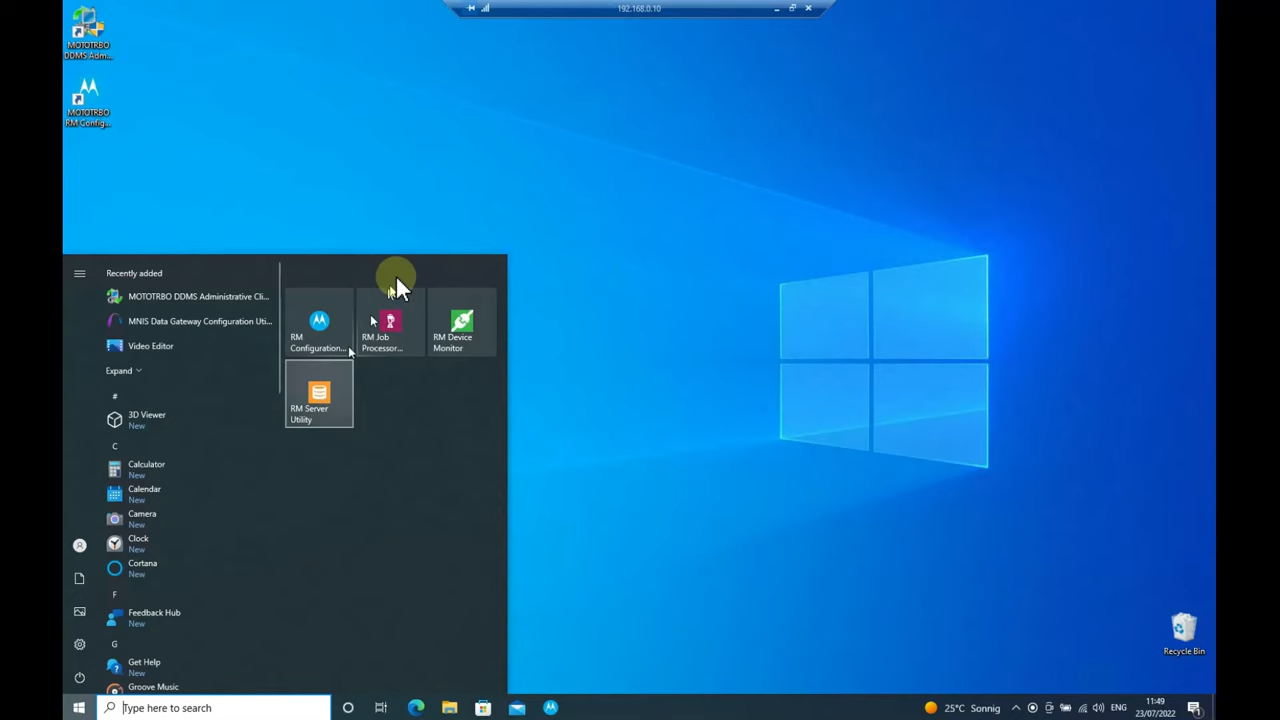 192.168.0.10
MOTOTRBO
DDMS Adm...
MOTOTRBO
RM Config...
Recently added
MOTOTRBO DDMS Administrative Cli...
MNIS Data Gateway Configuration Uti...
Video Editor
Expand
#
3D Viewer
New
C
Calculator
New
Calendar
New
Camera
New
Clock
New
Cortana
New
F
Feedback Hub
New
G
Get Help
New
Groove Music
RM
Configuration...
RM Job
Processor...
RM Device
Monitor
RM Server
Utility
Recycle Bin
Type here to search
25°C Sonnig
ENG
11:49
23/07/2022